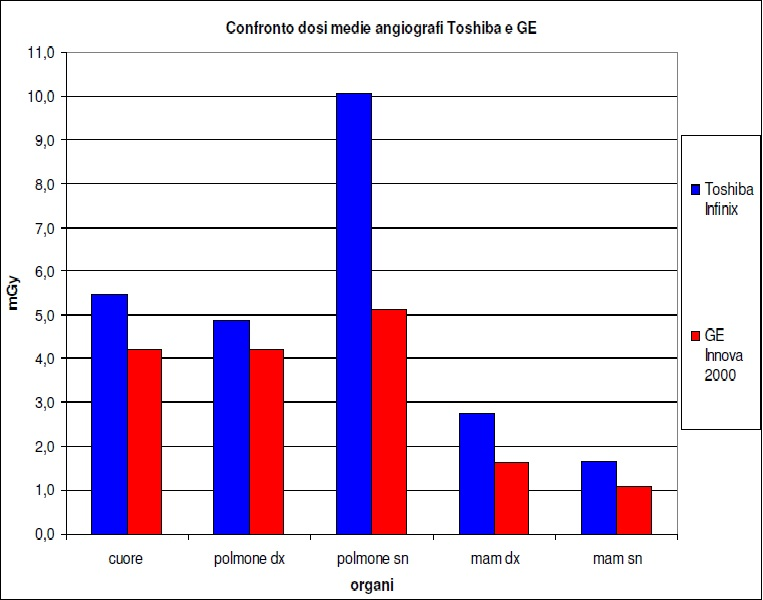 Confronto dosi medie angiografi Toshiba e GE
11,0
10,0
9,0
8,0
7,0
6,0
5,0
4,0
3,0
2,0
1,0
0,0
mGy
cuore polmone dx polmone sn mam dx mam sn
organi
Toshiba
Infinix
GE
Innova
2000